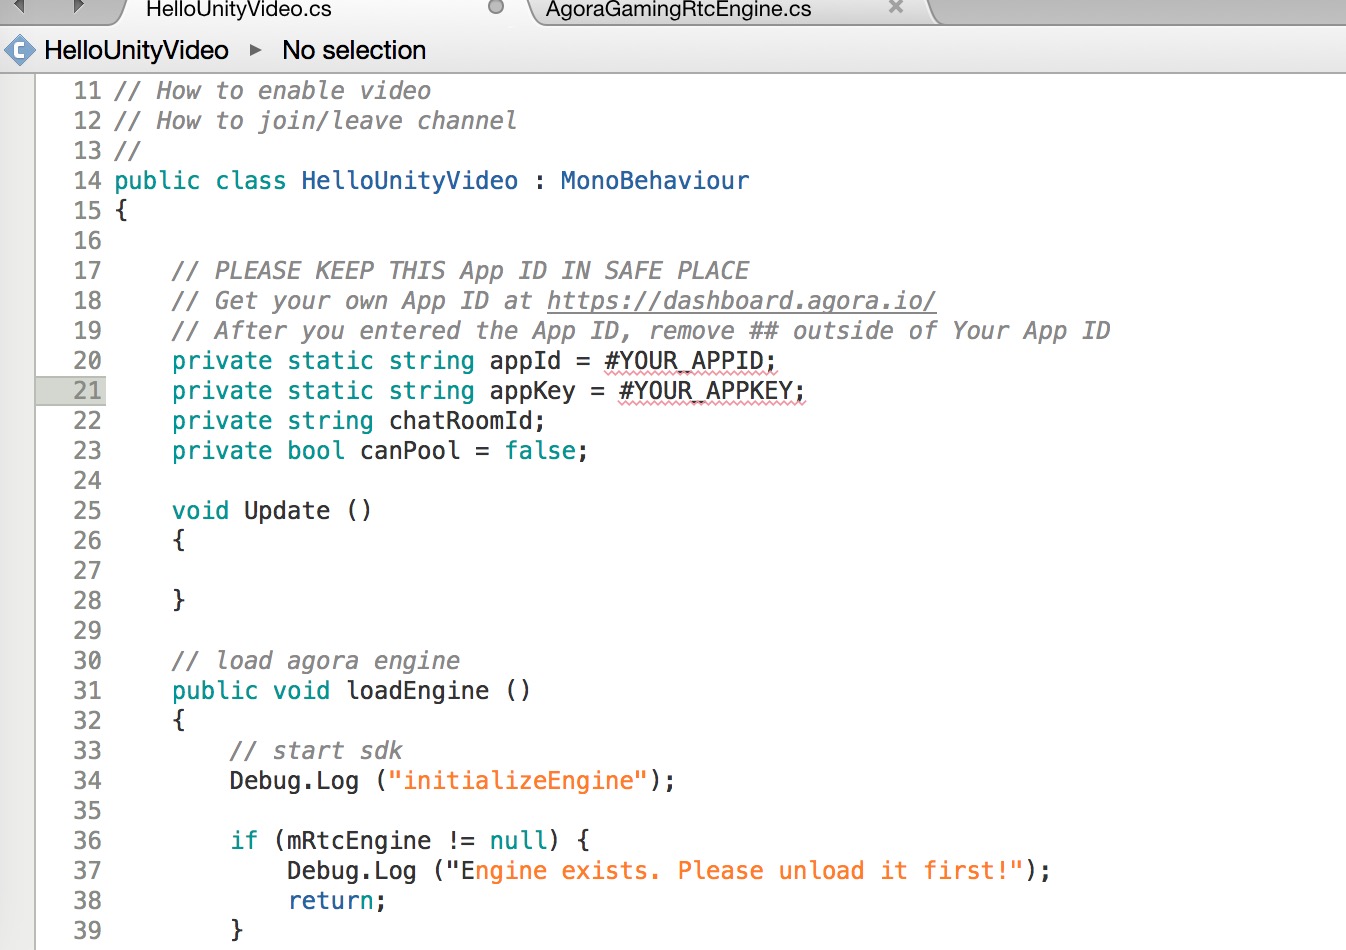 HelloUnityVideo.cs
AgoraGamingRtcEngine.cs
HelloUnityVideo ▸ No selection
11 // How to enable video
12 // How to join/leave channel
13 //
14 public class HelloUnityVideo : MonoBehaviour
15 {
16
17 // PLEASE KEEP THIS App ID IN SAFE PLACE
18 // Get your own App ID at https://dashboard.agora.io/
19 // After you entered the App ID, remove ## outside of Your App ID
20 private static string appId = #YOUR_APPID;
21 private static string appKey = #YOUR_APPKEY;
22 private string chatRoomId;
23 private bool canPool = false;
24
25 void Update ()
26 {
27
28 }
29
30 // load agora engine
31 public void loadEngine ()
32 {
33 // start sdk
34 Debug.Log ("initializeEngine");
35
36 if (mRtcEngine != null) {
37 Debug.Log ("Engine exists. Please unload it first!");
38 return;
39 }